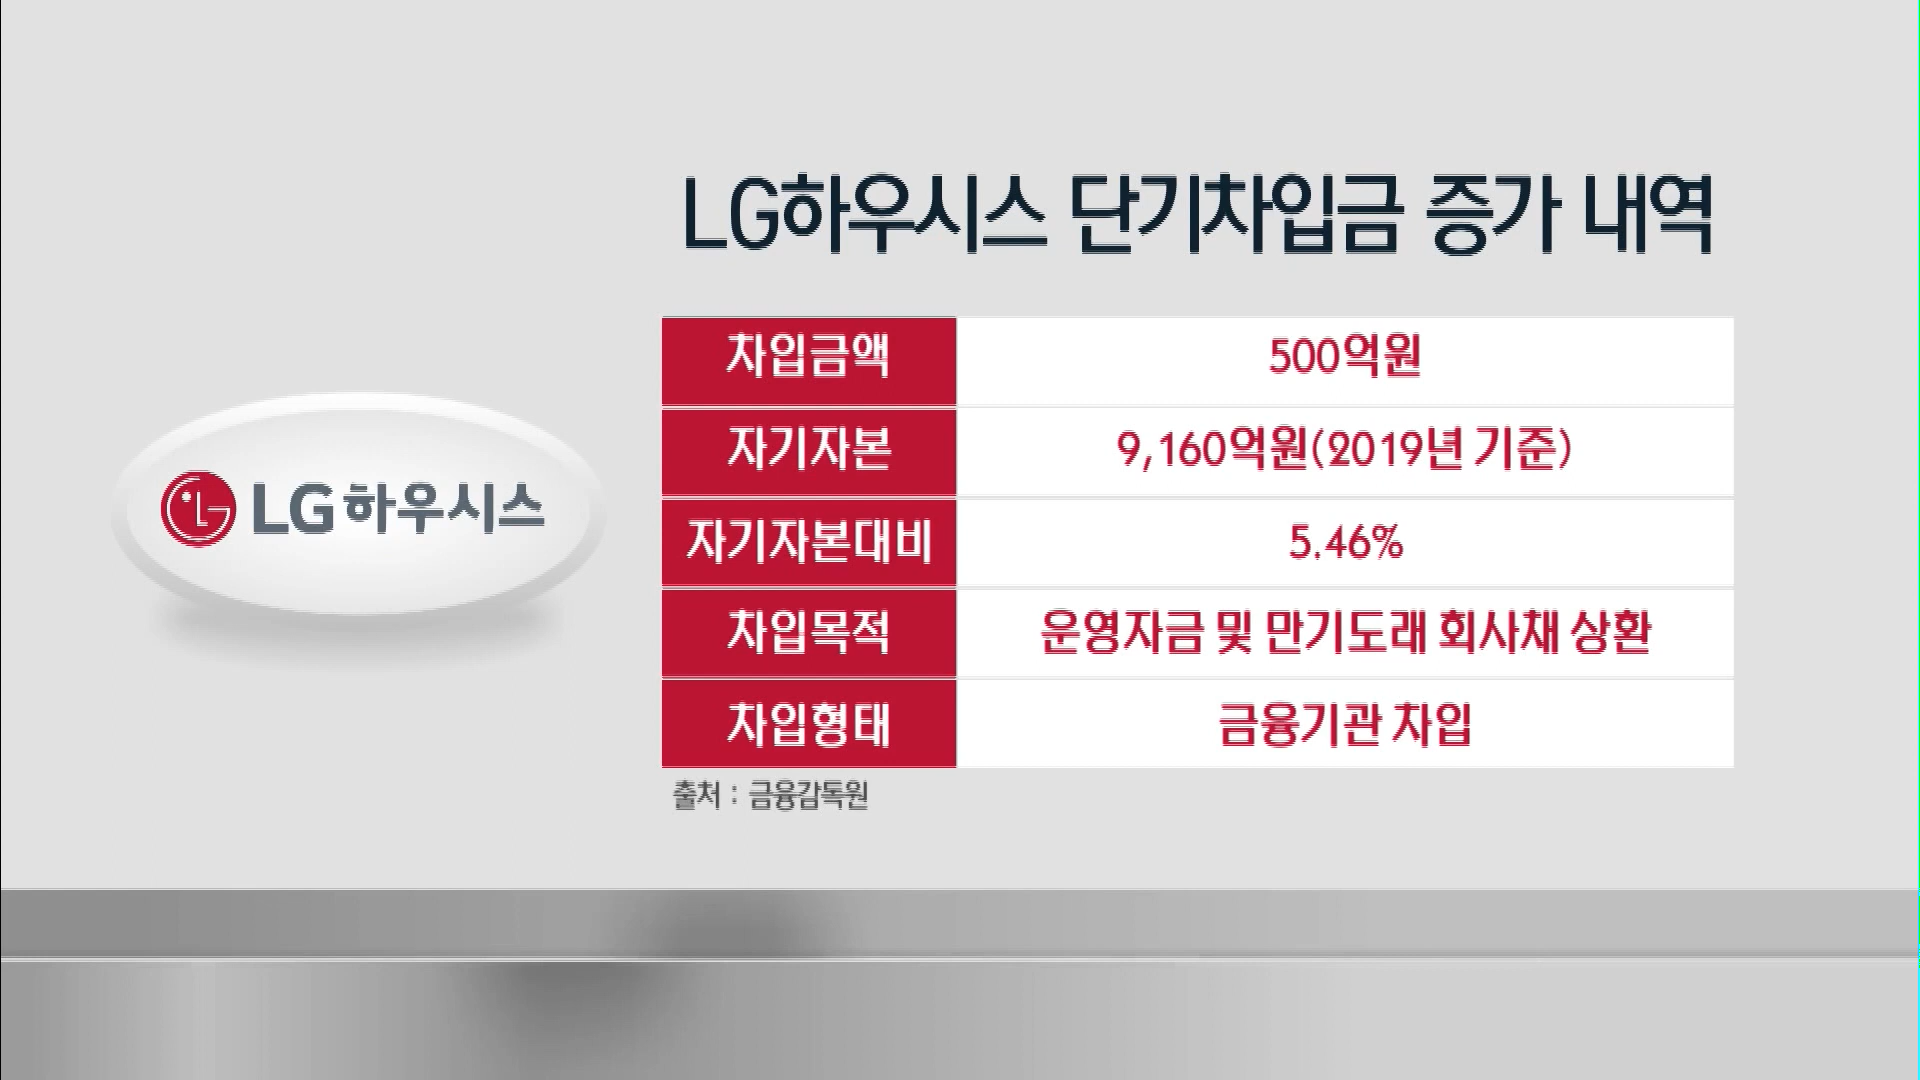 LG하우시스 단기차입금 증가 내역
LG하우시스
차입금액 500억원
자기자본 9,160억원(2019년 기준)
자기자본대비 5.46%
차입목적 운영자금 및 만기도래 회사채 상환
차입형태 금융기관 차입
출처 : 금융감독원